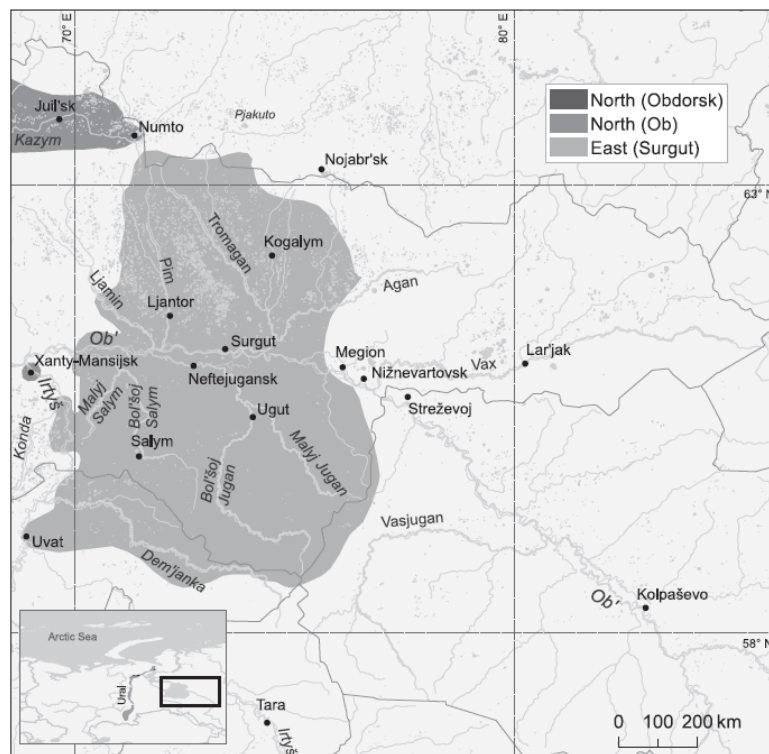 70° E
80° E
North (Obdorsk)
North (Ob)
East (Surgut)
Juil'sk
Kazym
Numto
Pjakuto
Nojabr'sk
63° N
Tromagan
Kogalym
Pim
Ljamin
Ljantor
Agan
Ob'
Surgut
Xanty-Mansijsk
Irtyš
Neftejugansk
Megion
Nižnevartovsk
Vax
Lar'jak
Streževoj
Malyj
Salym
Bol'šoj
Salym
Ugut
Konda
Salym
Bol'šoj
Jugan
Malyj Jugan
Uvat
Vasjugan
Dem'janka
Ob'
Kolpaševo
58° N
Arctic Sea
Ural
Tara
Irtyš
0 100 200 km